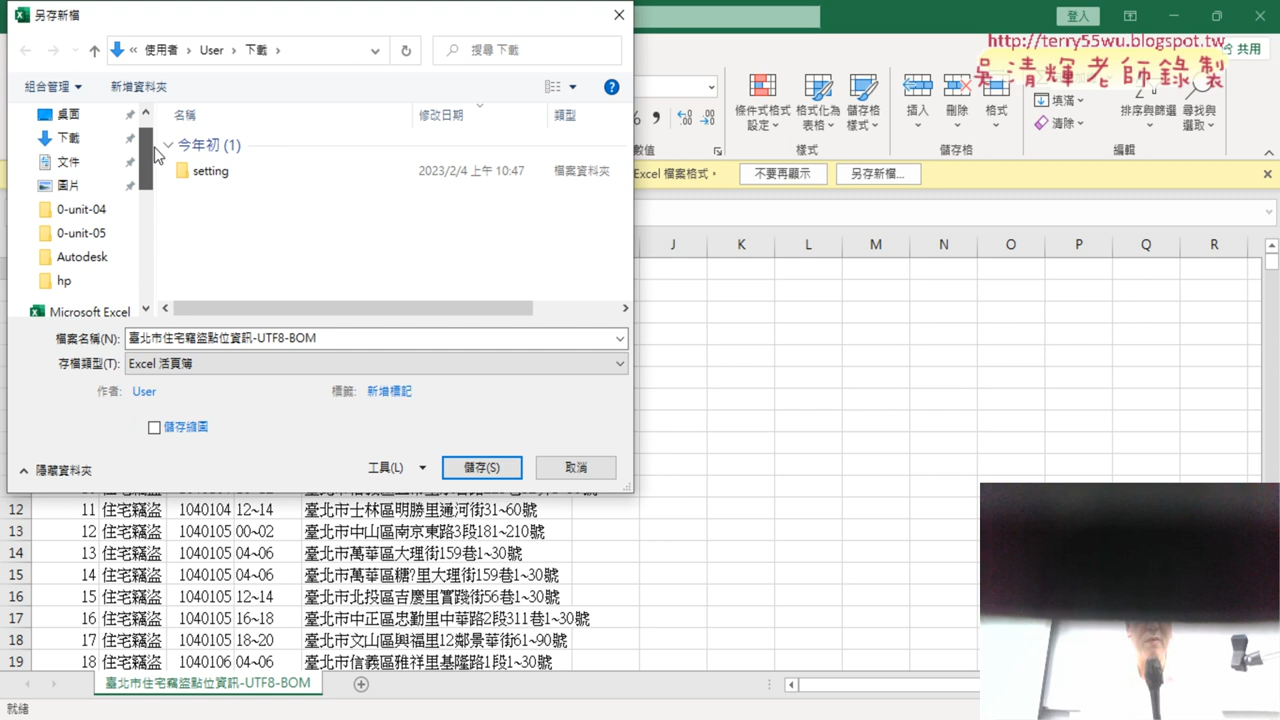 另存新檔
使用者 › User › 下載 ›
搜尋 下載
組合管理
新增資料夾
桌面
下載
文件
圖片
0-unit-04
0-unit-05
Autodesk
hp
Microsoft Excel
名稱
修改日期
類型
今年初 (1)
setting
2023/2/4 上午 10:47
檔案資料夾
檔案名稱(N):
臺北市住宅竊盜點位資訊-UTF8-BOM
存檔類型(T):
Excel 活頁簿
作者: User
標籤: 新增標記
儲存縮圖
隱藏資料夾
工具(L)
儲存(S)
取消
登入
http://terry55wu.blogspot.tw
吳清輝老師錄製
共用
條件式格式
設定
格式化為
表格
儲存格
樣式
插入
刪除
格式
填滿
清除
排序與篩選
尋找與
選取
數值
樣式
儲存格
編輯
Excel 檔案格式。
不要再顯示
另存新檔...
J K L M N O P Q R
12 11 住宅竊盜 1040104 12~14 臺北市士林區明勝里通河街31~60號
13 12 住宅竊盜 1040105 00~02 臺北市中山區南京東路3段181~210號
14 13 住宅竊盜 1040105 04~06 臺北市萬華區大理街159巷1~30號
15 14 住宅竊盜 1040105 04~06 臺北市萬華區糖?里大理街159巷1~30號
16 15 住宅竊盜 1040105 12~14 臺北市北投區吉慶里實踐街56巷1~30號
17 16 住宅竊盜 1040105 16~18 臺北市中正區忠勤里中華路2段311巷1~30號
18 17 住宅竊盜 1040105 18~20 臺北市文山區興福里12鄰景華街61~90號
19 18 住宅竊盜 1040106 04~06 臺北市信義區雅祥里基隆路1段1~30號
臺北市住宅竊盜點位資訊-UTF8-BOM
就緒